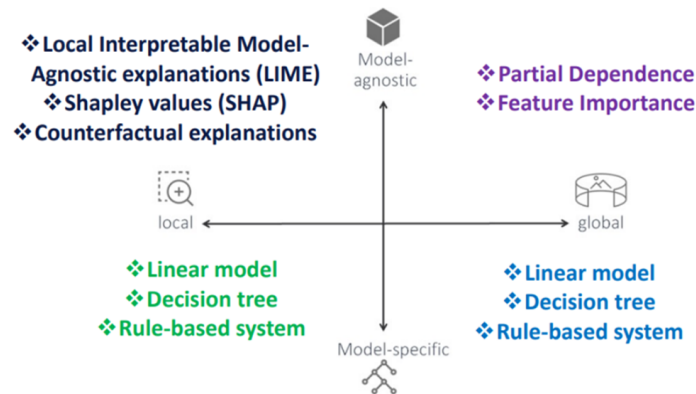 ❖Local Interpretable Model-
Agnostic explanations (LIME)
❖Shapley values (SHAP)
❖Counterfactual explanations
Model-
agnostic
❖Partial Dependence
❖Feature Importance
local
global
❖Linear model
❖Decision tree
❖Rule-based system
❖Linear model
❖Decision tree
❖Rule-based system
Model-specific